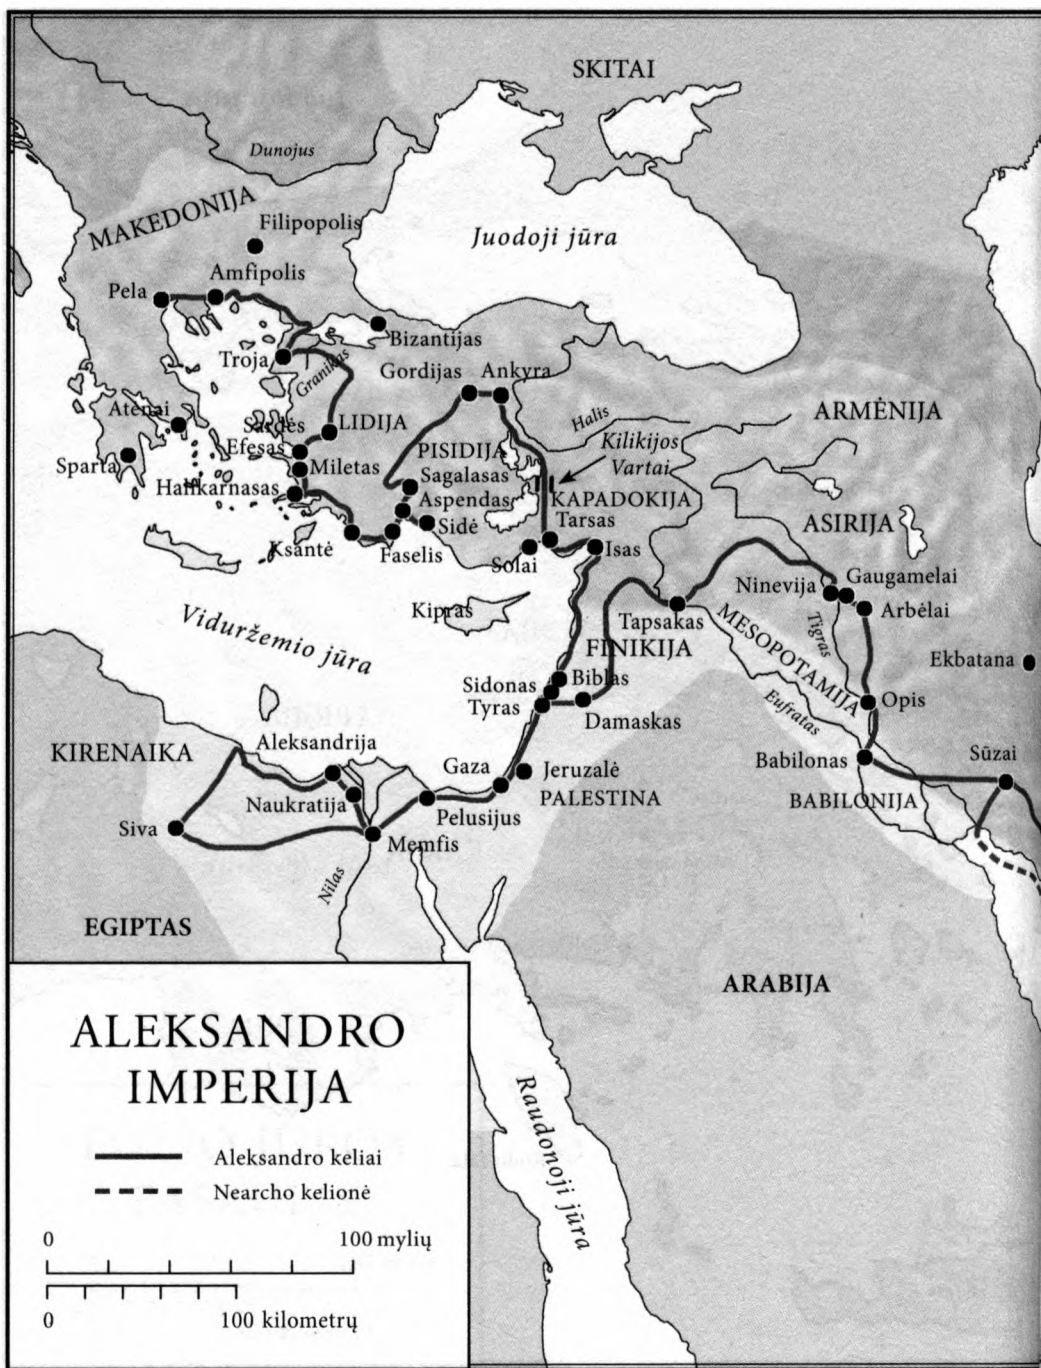 SKITAI
Dunojus
MAKEDONIJA
Filipopolis
Juodoji jūra
Amfipolis
Pela
Bizantijas
Troja
Granikas
Gordijas
Ankyra
Atėnai
Sardės
LIDIJA
Halis
ARMĖNIJA
Efesas
PISIDIJA
Kilikijos
Vartai
Sparta
Miletas
Sagalasas
Halikarnasas
Aspendas
KAPADOKIJA
Sidė
Tarsas
ASIRIJA
Ksantė
Faselis
Solai
Isas
Ninevija
Gaugamelai
Kipras
Tapsakas
Arbėlai
Viduržemio jūra
MESOPOTAMIJA
Tigras
FINIKIJA
Ekbatana
Biblas
Sidonas
Tyras
Damaskas
Eufratas
Opis
KIRENAIKA
Aleksandrija
Gaza
Jeruzalė
Babilonas
Sūzai
Naukratija
PALESTINA
BABILONIJA
Siva
Pelusijus
Memfis
Nilas
EGIPTAS
ARABIJA
Raudonoji jūra
ALEKSANDRO
IMPERIJA
Aleksandro keliai
Nearcho kelionė
0 100 mylių
0 100 kilometrų